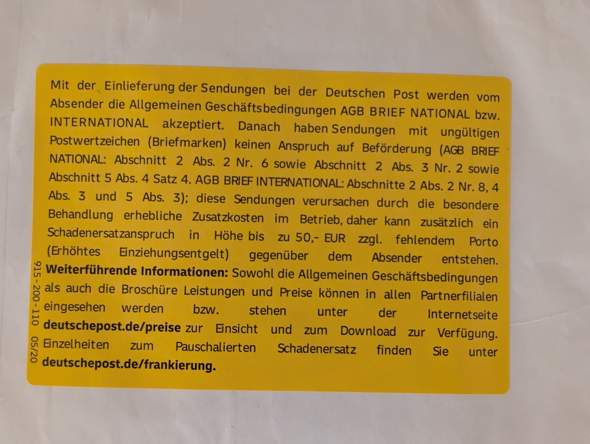 Mit der Einlieferung der Sendungen bei der Deutschen Post werden vom
Absender die Allgemeinen Geschäftsbedingungen AGB BRIEF NATIONAL bzw.
INTERNATIONAL akzeptiert. Danach haben Sendungen mit ungültigen
Postwertzeichen (Briefmarken) keinen Anspruch auf Beförderung (AGB BRIEF
NATIONAL: Abschnitt 2 Abs. 2 Nr. 6 sowie Abschnitt 2 Abs. 3 Nr. 2 sowie
Abschnitt 5 Abs. 4 Satz 4. AGB BRIEF INTERNATIONAL: Abschnitte 2 Abs. 2 Nr. 8, 4
Abs. 3 und 5 Abs. 3); diese Sendungen verursachen durch die besondere
Behandlung erhebliche Zusatzkosten im Betrieb, daher kann zusätzlich ein
Schadenersatzanspruch in Höhe bis zu 50,- EUR zzgl. fehlendem Porto
(Erhöhtes Einziehungsentgelt) gegenüber dem Absender entstehen.
Weiterführende Informationen: Sowohl die Allgemeinen Geschäftsbedingungen
als auch die Broschüre Leistungen und Preise können in allen Partnerfilialen
eingesehen werden bzw. stehen unter der Internetseite
deutschepost.de/preise zur Einsicht und zum Download zur Verfügung.
Einzelheiten zum Pauschalierten Schadenersatz finden Sie unter
deutschepost.de/frankierung.
915-200-110 05/20